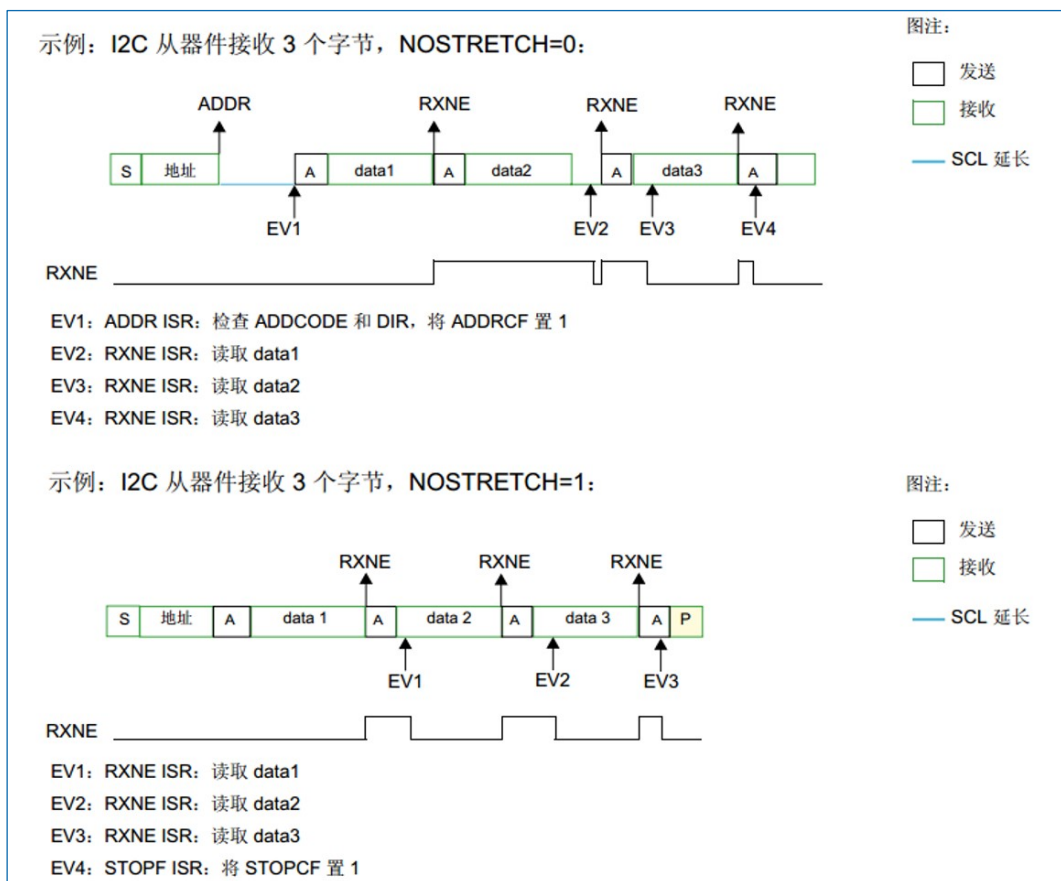 示例：I2C 从器件接收 3 个字节，NOSTRETCH=0：
图注：
发送
接收
SCL 延长
ADDR
RXNE
RXNE
RXNE
S
地址
A
data1
A
data2
A
data3
A
EV1
EV2
EV3
EV4
RXNE
EV1：ADDR ISR：检查 ADDCODE 和 DIR，将 ADDRCF 置 1
EV2：RXNE ISR：读取 data1
EV3：RXNE ISR：读取 data2
EV4：RXNE ISR：读取 data3
示例：I2C 从器件接收 3 个字节，NOSTRETCH=1：
图注：
发送
接收
SCL 延长
RXNE
RXNE
RXNE
S
地址
A
data 1
A
data 2
A
data 3
A
P
EV1
EV2
EV3
RXNE
EV1：RXNE ISR：读取 data1
EV2：RXNE ISR：读取 data2
EV3：RXNE ISR：读取 data3
EV4：STOPF ISR：将 STOPCF 置 1